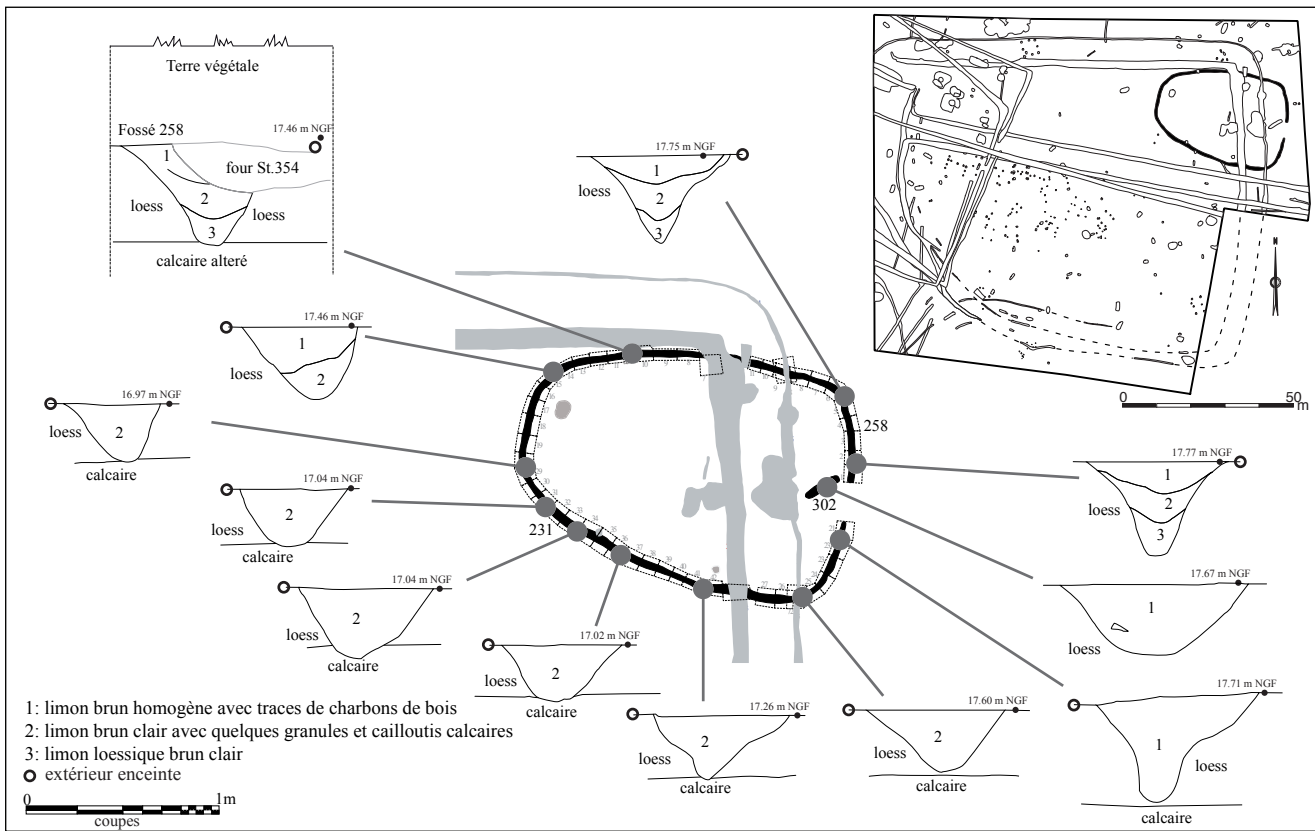 Terre végétale
17.46 m NGF
Fossé 258
1
four St.354
2
loess
loess
3
calcaire alteré
17.75 m NGF
1
loess
2
3
N
0
50
m
17.46 m NGF
1
loess
2
16.97 m NGF
loess
2
calcaire
17.04 m NGF
2
loess
calcaire
17.04 m NGF
2
loess
calcaire
17.02 m NGF
2
loess
calcaire
17.26 m NGF
2
loess
calcaire
17.60 m NGF
2
loess
calcaire
17.71 m NGF
1
loess
calcaire
17.67 m NGF
1
loess
17.77 m NGF
1
loess
2
3
258
302
231
1: limon brun homogène avec traces de charbons de bois
2: limon brun clair avec quelques granules et cailloutis calcaires
3: limon loessique brun clair
extérieur enceinte
0
1m
coupes